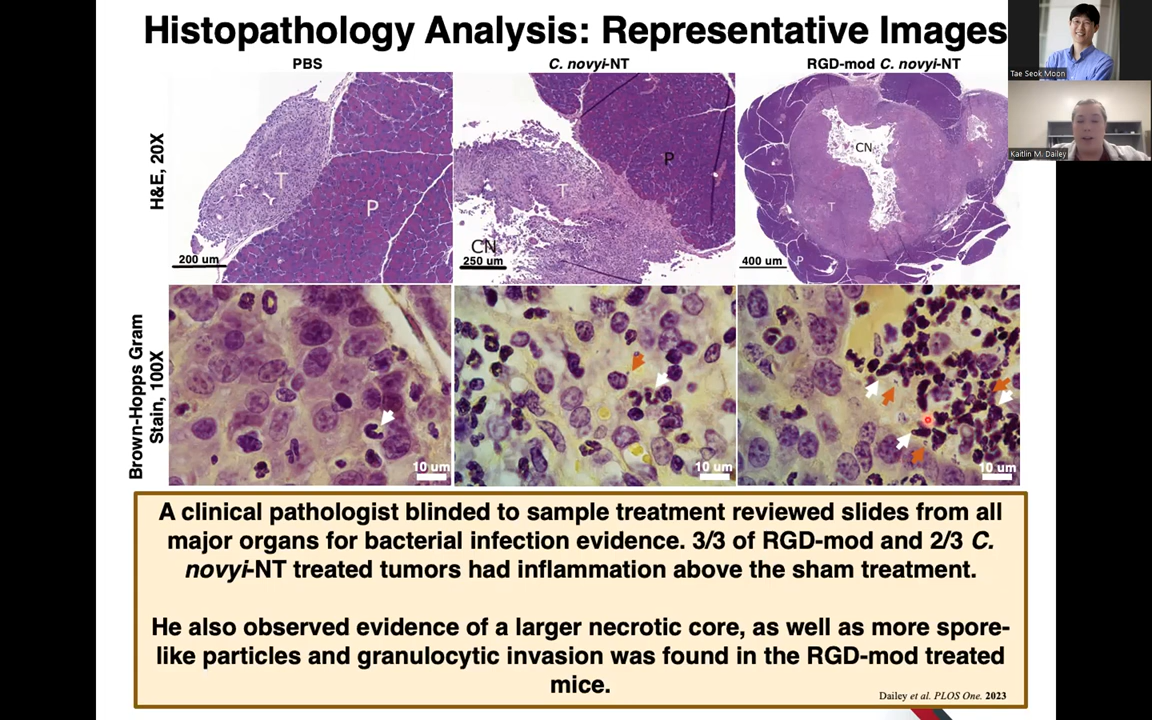 Histopathology Analysis: Representative Images
Tae Seok Moon
Kaitlin M. Dailey
PBS
C. novyi-NT
RGD-mod C. novyi-NT
H&E, 20X
T
P
200 um
P
T
CN
250 um
CN
T
P
400 um
Brown-Hopps Gram
Stain, 100X
10 um
10 um
10 um
A clinical pathologist blinded to sample treatment reviewed slides from all
major organs for bacterial infection evidence. 3/3 of RGD-mod and 2/3 C.
novyi-NT treated tumors had inflammation above the sham treatment.
He also observed evidence of a larger necrotic core, as well as more spore-
like particles and granulocytic invasion was found in the RGD-mod treated
mice.
Dailey et al. PLOS One. 2023